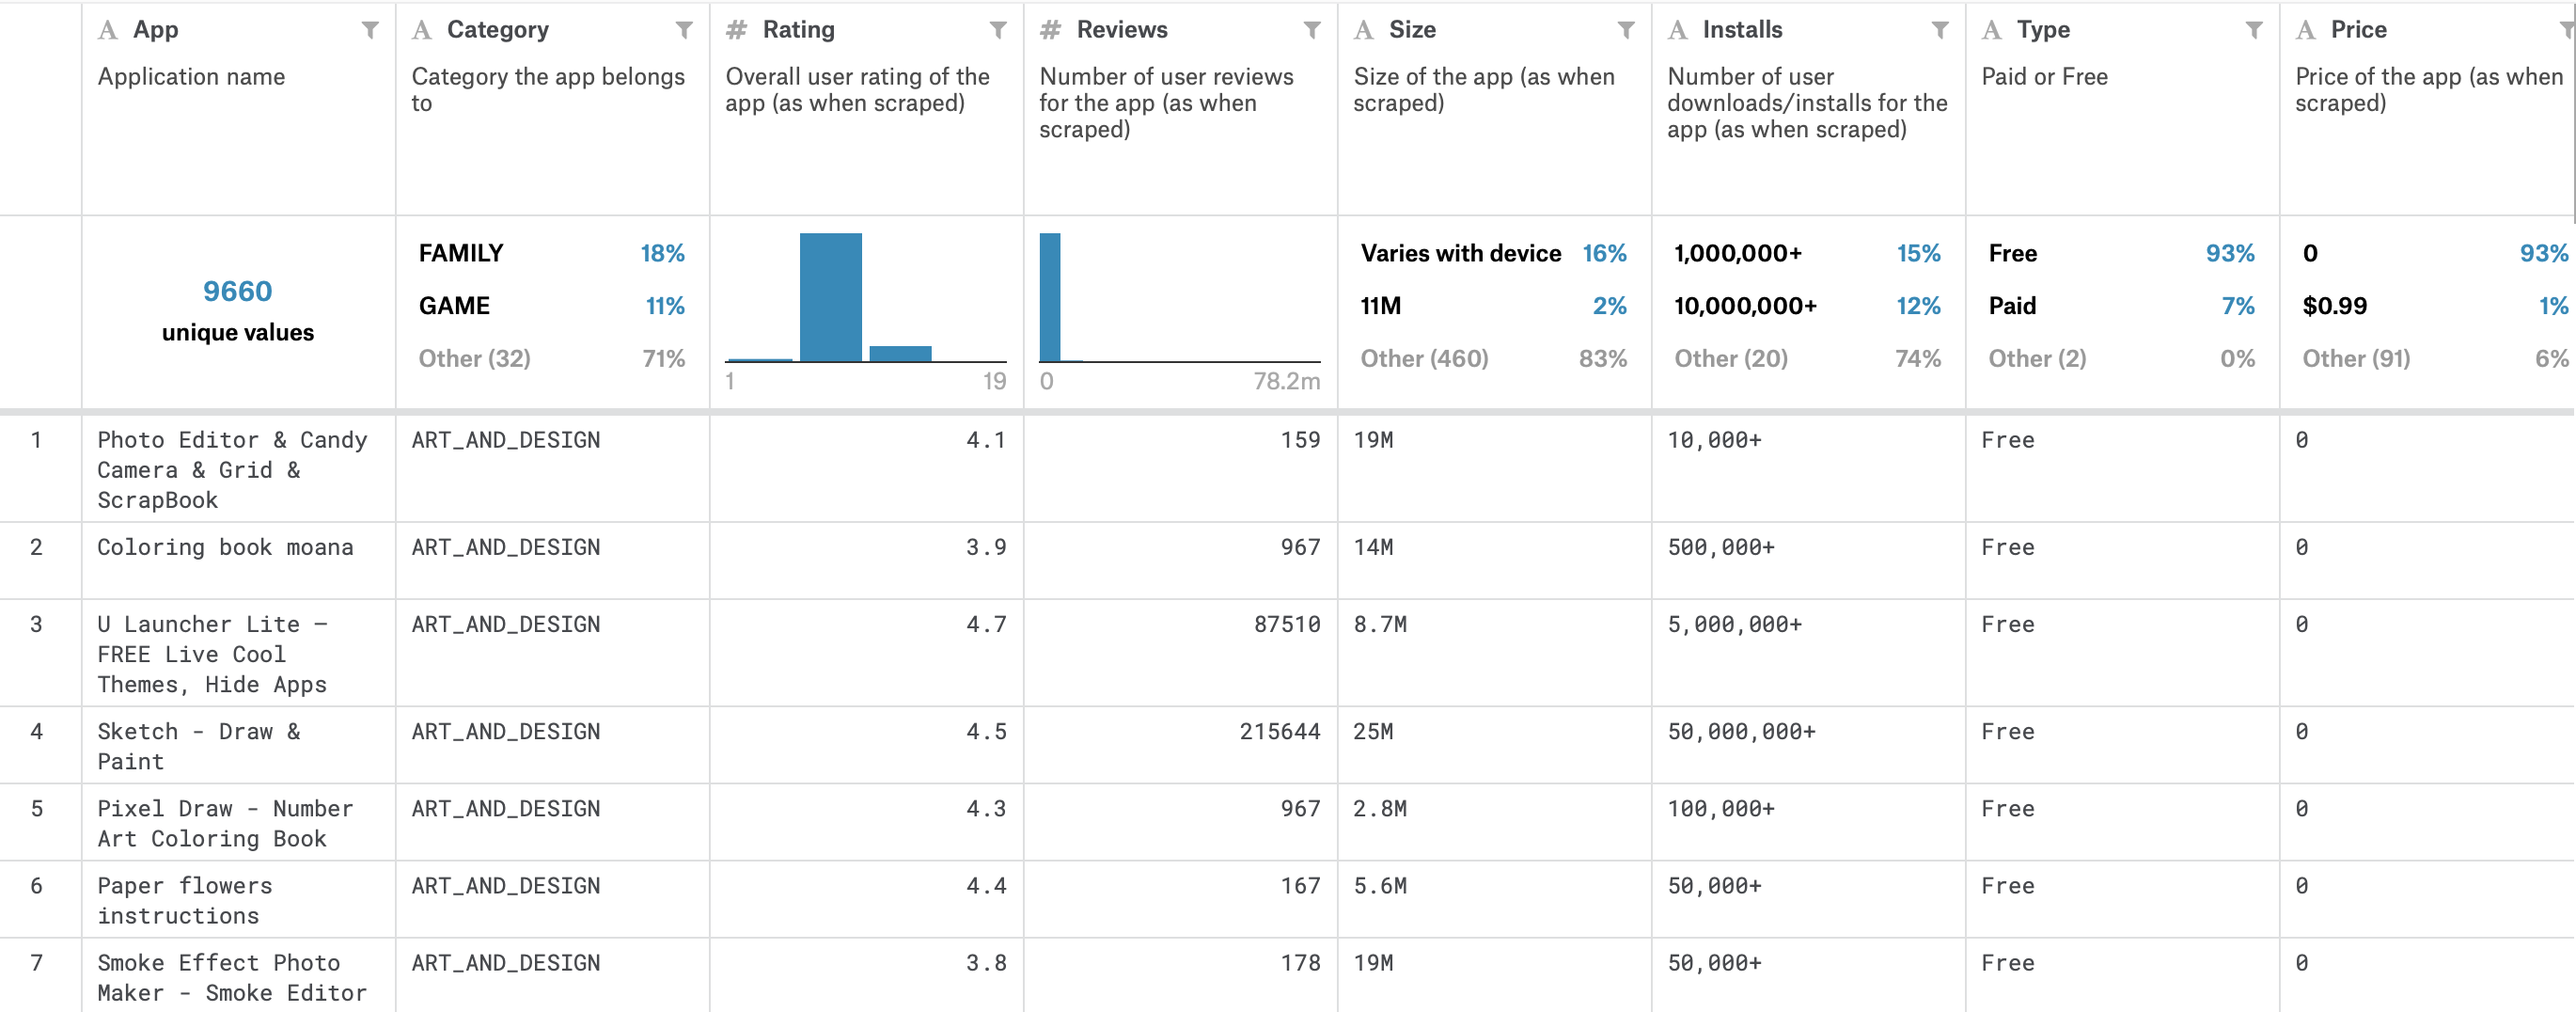 App
Category
Rating
Reviews
Size
Installs
Type
Price
Application name
Category the app belongs
to
Overall user rating of the
app (as when scraped)
Number of user reviews
for the app (as when
scraped)
Size of the app (as when
scraped)
Number of user
downloads/installs for the
app (as when scraped)
Paid or Free
Price of the app (as when
scraped)
9660
unique values
FAMILY 18%
GAME 11%
Other (32) 71%
1 19
0 78.2m
Varies with device 16%
11M 2%
Other (460) 83%
1,000,000+ 15%
10,000,000+ 12%
Other (20) 74%
Free 93%
Paid 7%
Other (2) 0%
0 93%
$0.99 1%
Other (91) 6%
1
Photo Editor & Candy
Camera & Grid &
ScrapBook
ART_AND_DESIGN
4.1
159
19M
10,000+
Free
0
2
Coloring book moana
ART_AND_DESIGN
3.9
967
14M
500,000+
Free
0
3
U Launcher Lite –
FREE Live Cool
Themes, Hide Apps
ART_AND_DESIGN
4.7
87510
8.7M
5,000,000+
Free
0
4
Sketch - Draw &
Paint
ART_AND_DESIGN
4.5
215644
25M
50,000,000+
Free
0
5
Pixel Draw - Number
Art Coloring Book
ART_AND_DESIGN
4.3
967
2.8M
100,000+
Free
0
6
Paper flowers
instructions
ART_AND_DESIGN
4.4
167
5.6M
50,000+
Free
0
7
Smoke Effect Photo
Maker - Smoke Editor
ART_AND_DESIGN
3.8
178
19M
50,000+
Free
0